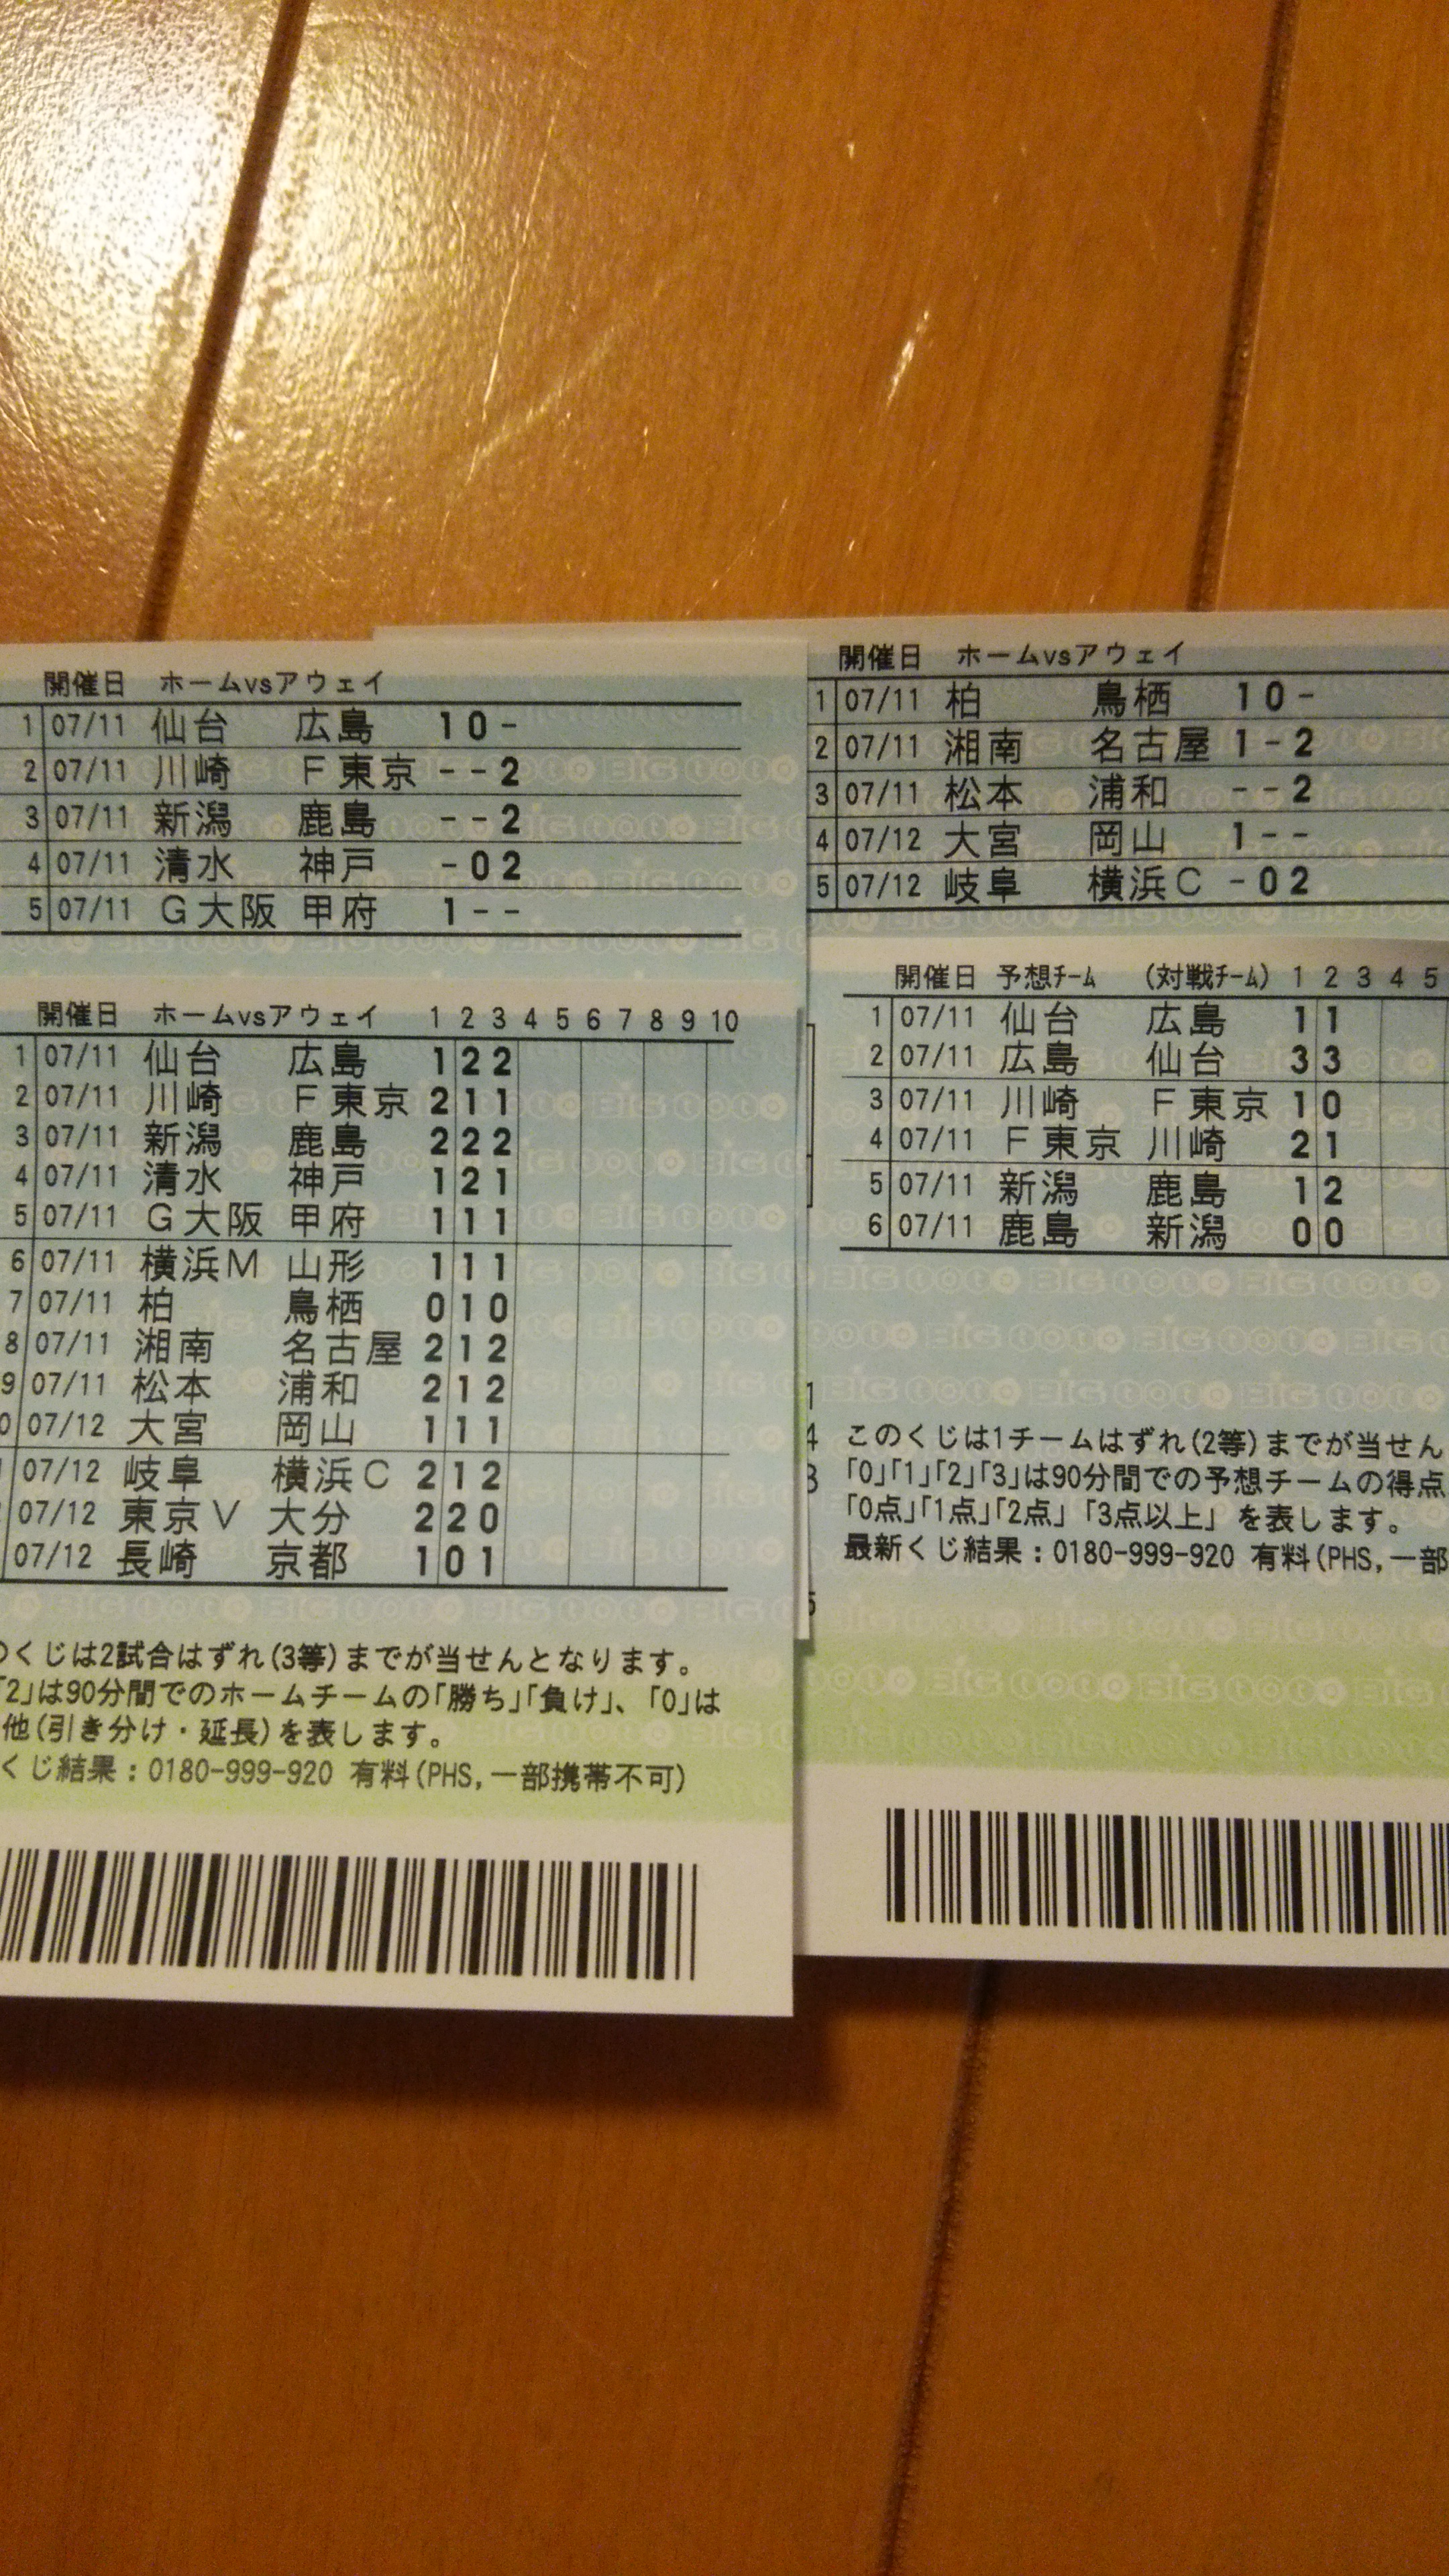 開催日 ホームvsアウェイ
1 07/11 仙台 広島 1 0 -
2 07/11 川崎 F東京 - - 2
3 07/11 新潟 鹿島 - - 2
4 07/11 清水 神戸 - 0 2
5 07/11 G大阪 甲府 1 - -
開催日 ホームvsアウェイ 1 2 3 4 5 6 7 8 9 10
1 07/11 仙台 広島 1 2 2
2 07/11 川崎 F東京 2 1 1
3 07/11 新潟 鹿島 2 2 2
4 07/11 清水 神戸 1 2 1
5 07/11 G大阪 甲府 1 1 1
6 07/11 横浜M 山形 1 1 1
7 07/11 柏 鳥栖 0 1 0
8 07/11 湘南 名古屋 2 1 2
9 07/11 松本 浦和 2 1 2
0 07/12 大宮 岡山 1 1 1
07/12 岐阜 横浜C 2 1 2
07/12 東京V 大分 2 2 0
07/12 長崎 京都 1 0 1
のくじは2試合はずれ(3等)までが当せんとなります。
「2」は90分間でのホームチームの「勝ち」「負け」、「0」は
他(引き分け・延長)を表します。
くじ結果:0180-999-920 有料(PHS,一部携帯不可)
開催日 ホームvsアウェイ
1 07/11 柏 鳥栖 1 0 -
2 07/11 湘南 名古屋 1 - 2
3 07/11 松本 浦和 - - 2
4 07/12 大宮 岡山 1 - -
5 07/12 岐阜 横浜C - 0 2
開催日 予想チーム (対戦チーム) 1 2 3 4 5
1 07/11 仙台 広島 1 1
2 07/11 広島 仙台 3 3
3 07/11 川崎 F東京 1 0
4 07/11 F東京 川崎 2 1
5 07/11 新潟 鹿島 1 2
6 07/11 鹿島 新潟 0 0
このくじは1チームはずれ(2等)までが当せん
「0」「1」「2」「3」は90分間での予想チームの得点
「0点」「1点」「2点」「3点以上」を表します。
最新くじ結果:0180-999-920 有料(PHS,一部